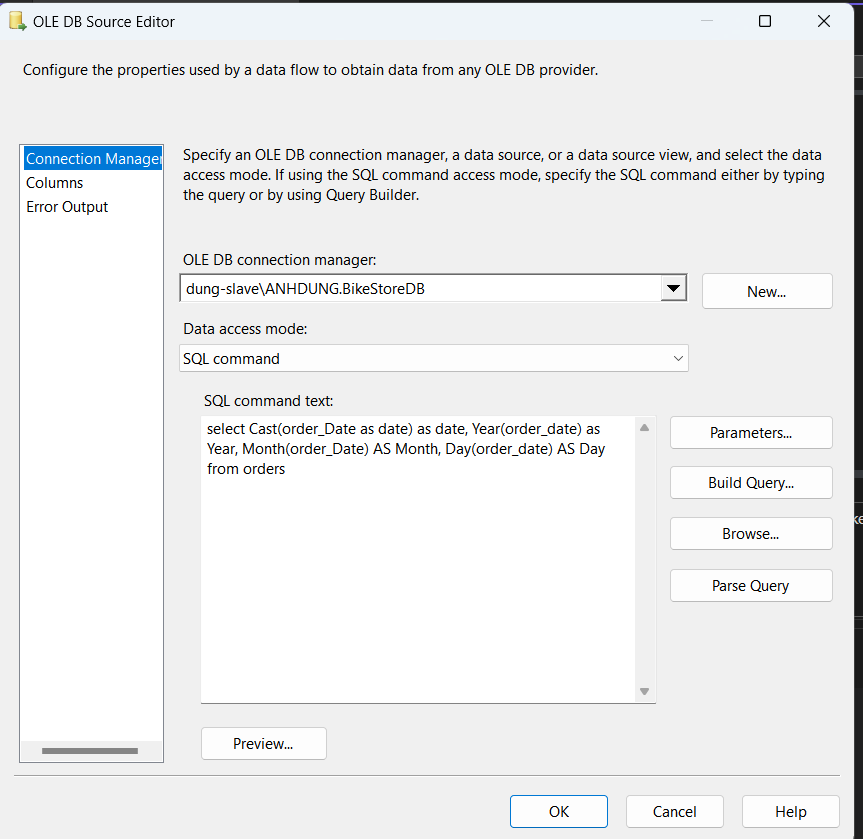 OLE DB Source Editor
Configure the properties used by a data flow to obtain data from any OLE DB provider.
Connection Manager
Columns
Error Output
Specify an OLE DB connection manager, a data source, or a data source view, and select the data
access mode. If using the SQL command access mode, specify the SQL command either by typing
the query or by using Query Builder.
OLE DB connection manager:
dung-slave\ANHDUNG.BikeStoreDB
New...
Data access mode:
SQL command
SQL command text:
select Cast(order_Date as date) as date, Year(order_date) as
Year, Month(order_Date) AS Month, Day(order_date) AS Day
from orders
Parameters...
Build Query...
Browse...
Parse Query
Preview...
OK
Cancel
Help